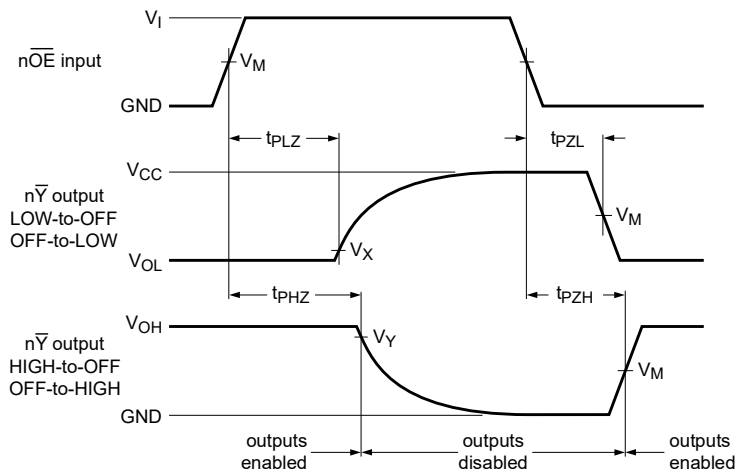 V_I
nO̅E̅ input
V_M
GND
t_PLZ
t_PZL
V_CC
nY̅ output
LOW-to-OFF
OFF-to-LOW
V_M
V_X
V_OL
t_PHZ
t_PZH
V_OH
nY̅ output
HIGH-to-OFF
OFF-to-HIGH
V_Y
V_M
GND
outputs
enabled
outputs
disabled
outputs
enabled